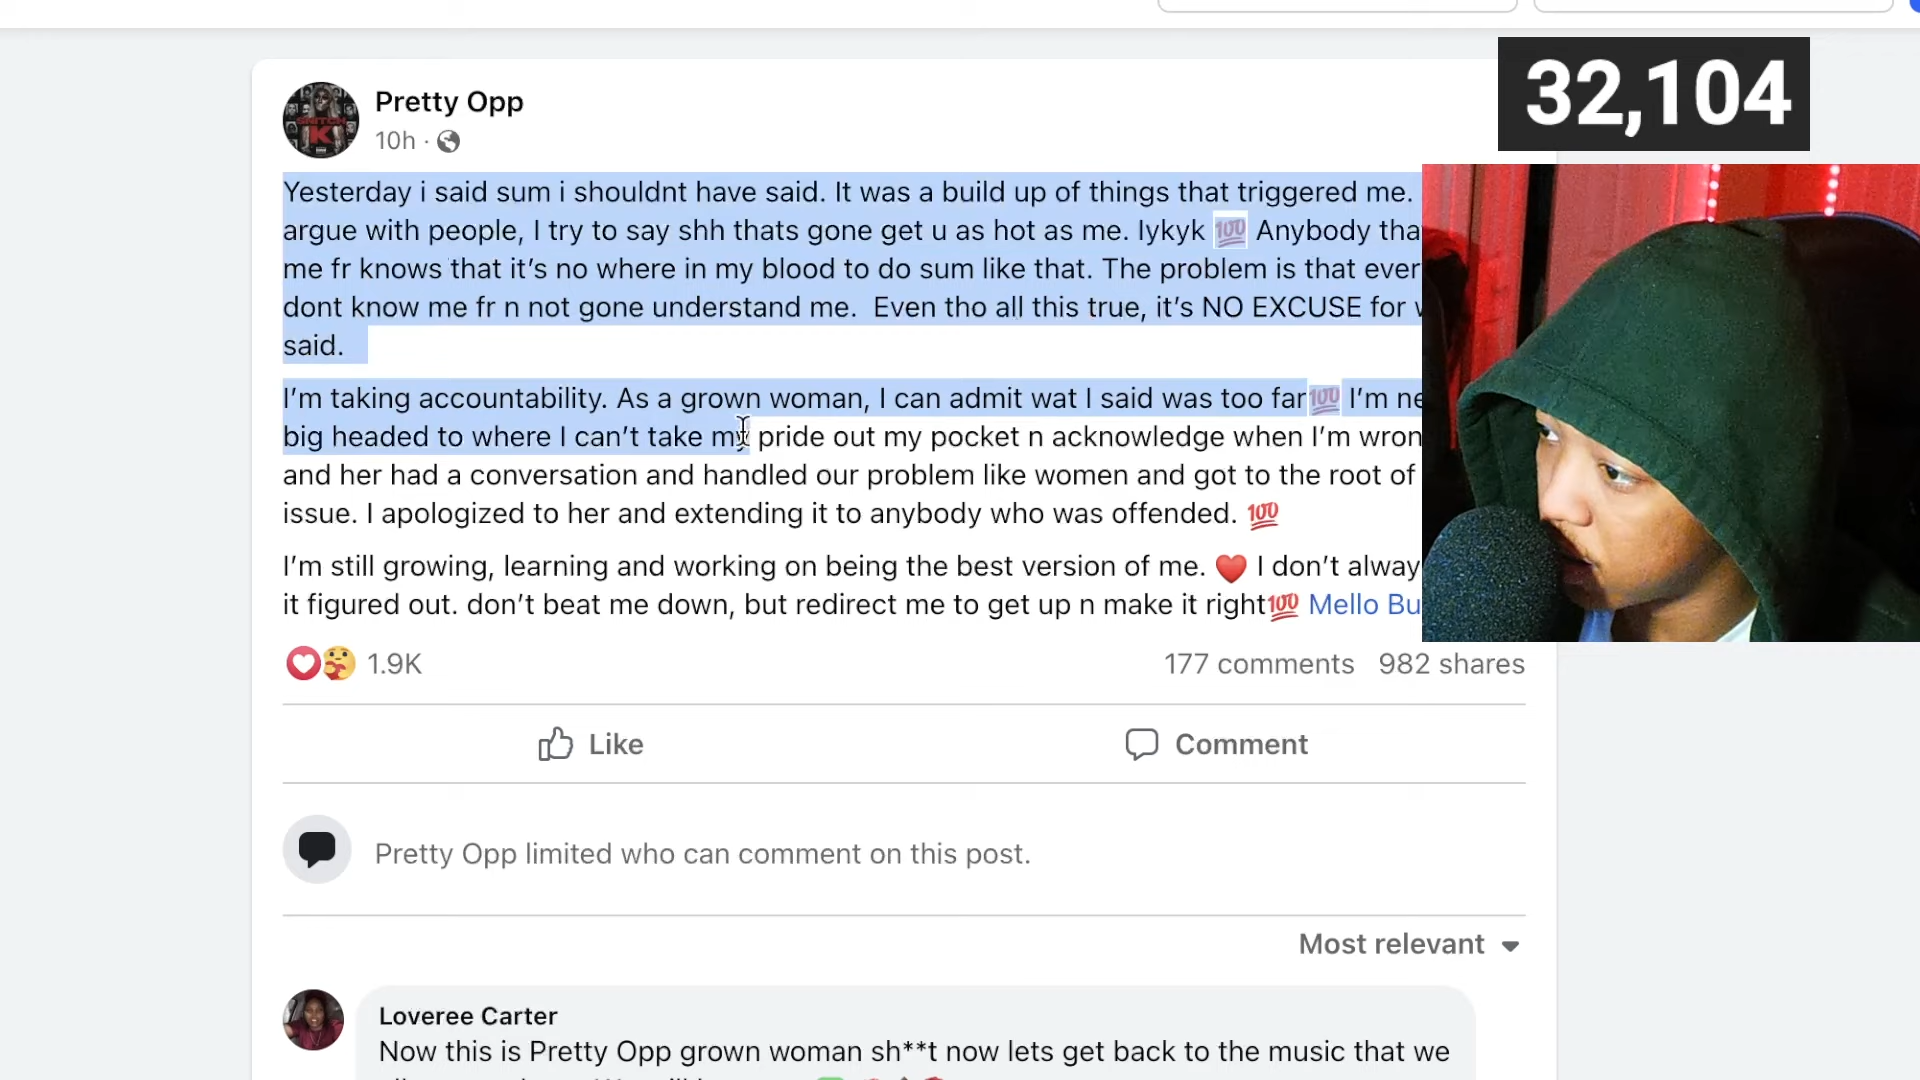 32,104
Pretty Opp
10h ·
Yesterday i said sum i shouldnt have said. It was a build up of things that triggered me.
argue with people, I try to say shh thats gone get u as hot as me. Iykyk 💯 Anybody
me fr knows that it’s no where in my blood to do sum like that. The problem is that
dont know me fr n not gone understand me.  Even tho all this true, it’s NO EXCUSE for
said.
I’m taking accountability. As a grown woman, I can admit wat I said was too far💯 I’m
big headed to where I can’t take my pride out my pocket n acknowledge when I’m
and her had a conversation and handled our problem like women and got to the root of
issue. I apologized to her and extending it to anybody who was offended. 💯
I’m still growing, learning and working on being the best version of me. ❤️ I don’t
it figured out. don’t beat me down, but redirect me to get up n make it right💯 Mello
1.9K
177 comments 982 shares
Like
Comment
Pretty Opp limited who can comment on this post.
Most relevant
Loveree Carter
Now this is Pretty Opp grown woman sh**t now lets get back to the music that we